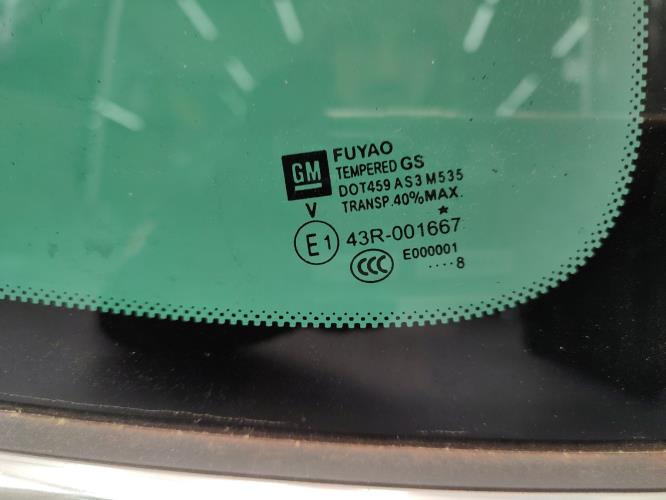 GM
FUYAO
TEMPERED GS
DOT459 AS3 M535
TRANSP.40%MAX.
V
E1
43R-001667
CCC
E000001
....8